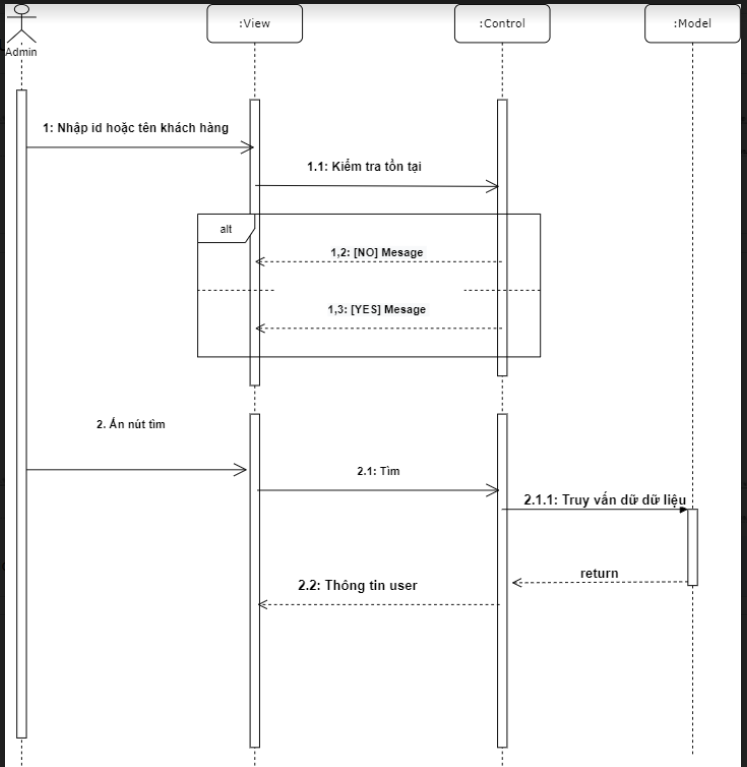 :View
:Control
:Model
Admin
1: Nhập id hoặc tên khách hàng
1.1: Kiểm tra tồn tại
alt
1,2: [NO] Mesage
1,3: [YES] Mesage
2. Ấn nút tìm
2.1: Tìm
2.1.1: Truy vấn dữ dữ liệu
return
2.2: Thông tin user